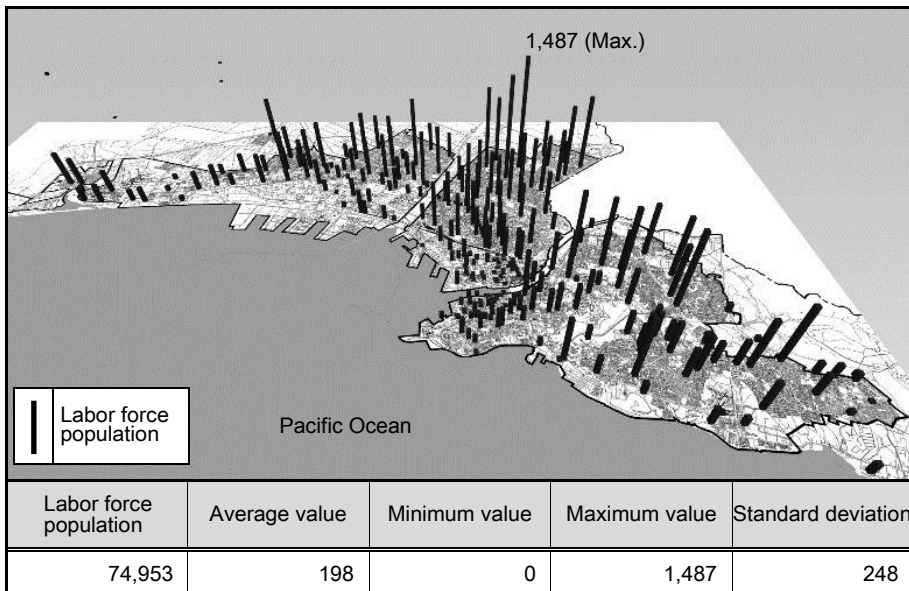 1,487 (Max.)
Labor force
population
Pacific Ocean
Labor force
population
Average value
Minimum value
Maximum value
Standard deviation
74,953
198
0
1,487
248